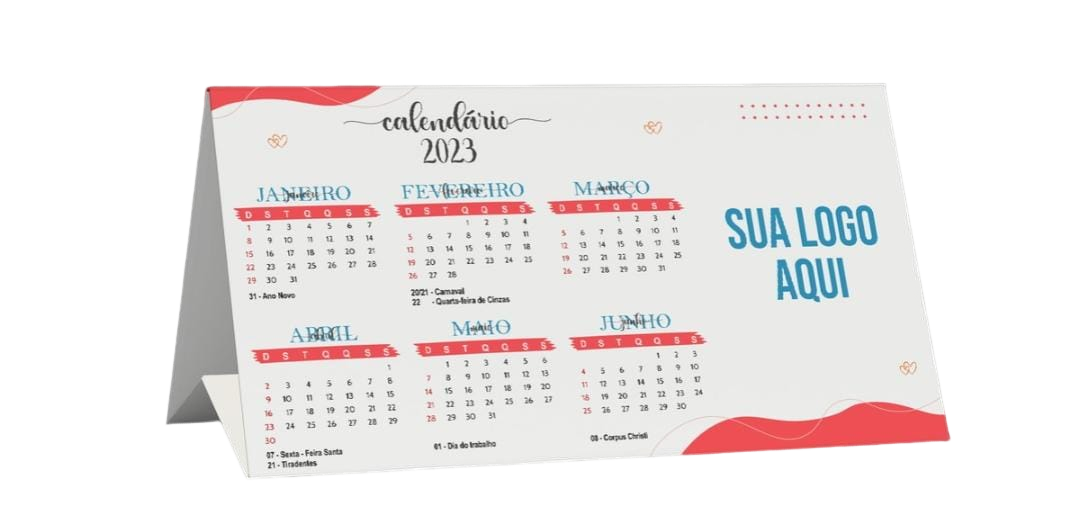 calendário
2023
JANEIRO
D S T Q Q S S
1 2 3 4 5 6 7
8 9 10 11 12 13 14
15 16 17 18 19 20 21
22 23 24 25 26 27 28
29 30 31
31 - Ano Novo
FEVEREIRO
D S T Q Q S S
1 2 3 4
5 6 7 8 9 10 11
12 13 14 15 16 17 18
19 20 21 22 23 24 25
26 27 28
20/21 - Carnaval
22 - Quarta-feira de Cinzas
MARÇO
D S T Q Q S S
1 2 3 4
5 6 7 8 9 10 11
12 13 14 15 16 17 18
19 20 21 22 23 24 25
26 27 28 29 30 31
SUA LOGO
AQUI
ABRIL
D S T Q Q S S
1
2 3 4 5 6 7 8
9 10 11 12 13 14 15
16 17 18 19 20 21 22
23 24 25 26 27 28 29
30
07 - Sexta - Feira Santa
21 - Tiradentes
MAIO
D S T Q Q S S
1 2 3 4 5 6
7 8 9 10 11 12 13
14 15 16 17 18 19 20
21 22 23 24 25 26 27
28 29 30 31
01 - Dia do trabalho
JUNHO
D S T Q Q S S
1 2 3
4 5 6 7 8 9 10
11 12 13 14 15 16 17
18 19 20 21 22 23 24
25 26 27 28 29 30
08 - Corpus Christi